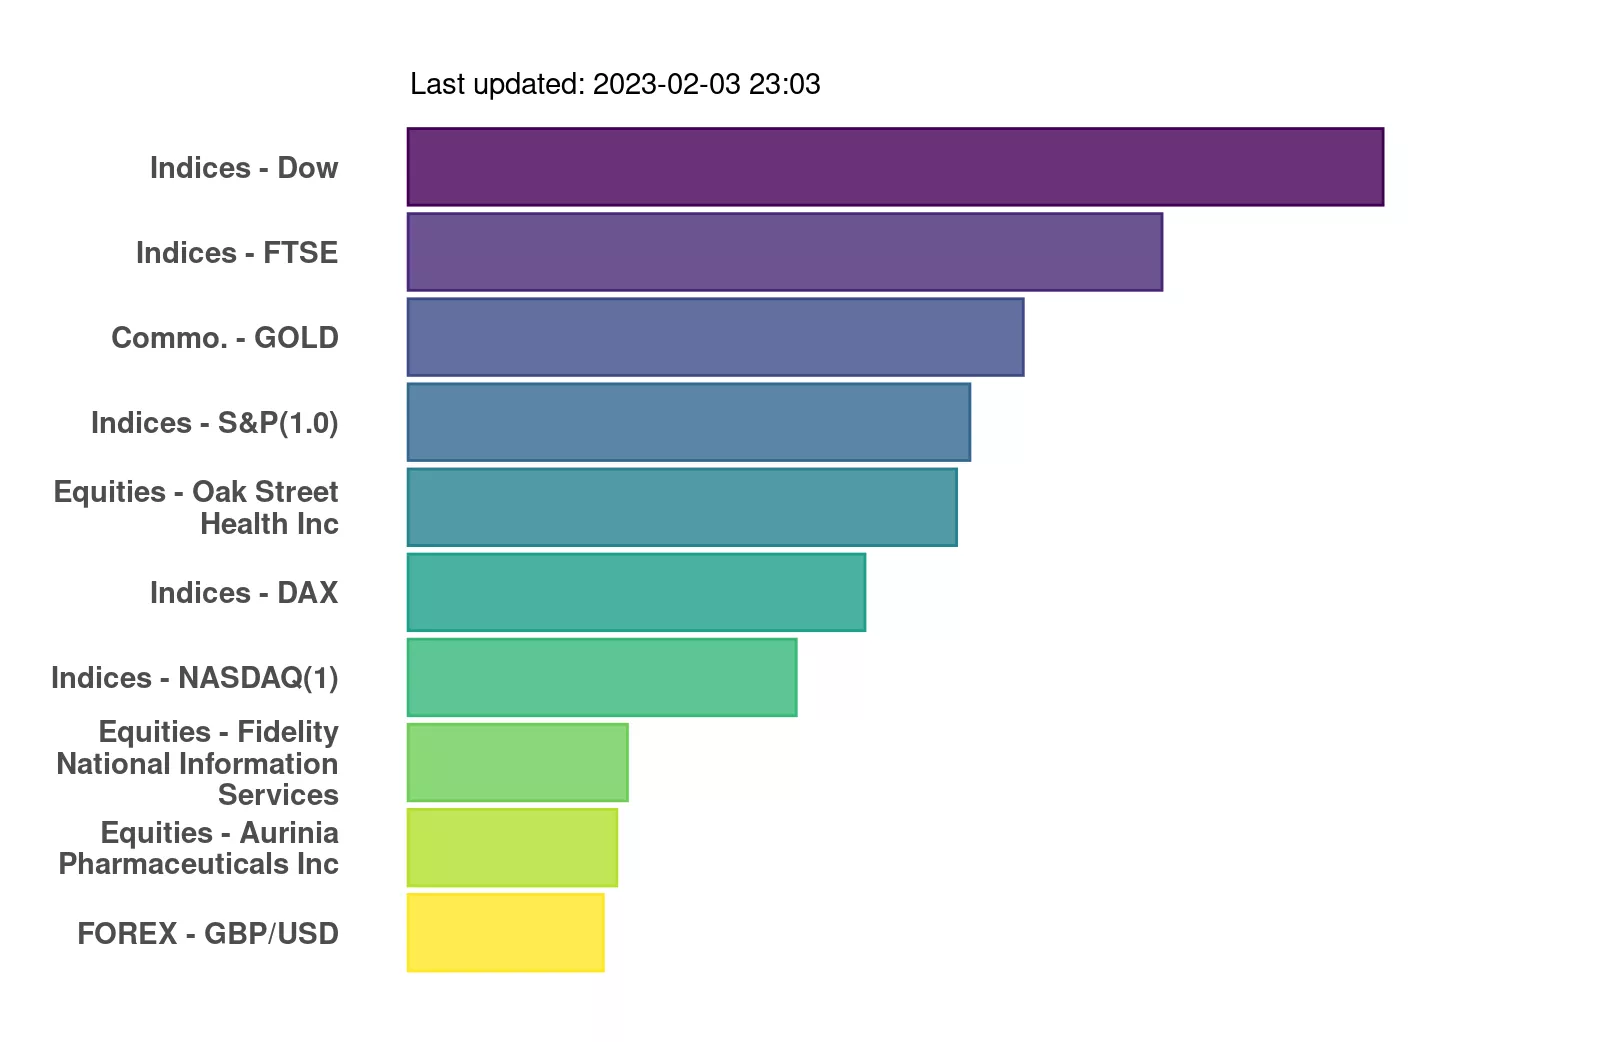 Last updated: 2023-02-03 23:03
Indices - Dow
Indices - FTSE
Commo. - GOLD
Indices - S&P(1.0)
Equities - Oak Street
Health Inc
Indices - DAX
Indices - NASDAQ(1)
Equities - Fidelity
National Information
Services
Equities - Aurinia
Pharmaceuticals Inc
FOREX - GBP/USD